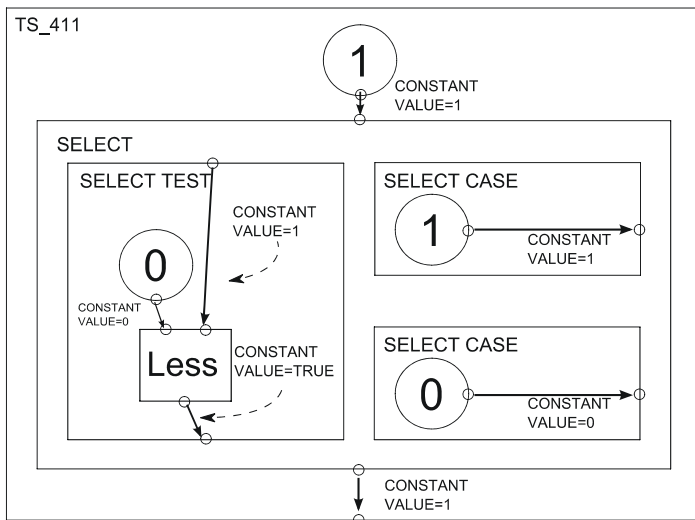 TS_411
1
CONSTANT
VALUE=1
SELECT
SELECT TEST
CONSTANT
VALUE=1
0
CONSTANT
VALUE=0
Less
CONSTANT
VALUE=TRUE
SELECT CASE
1
CONSTANT
VALUE=1
SELECT CASE
0
CONSTANT
VALUE=0
CONSTANT
VALUE=1